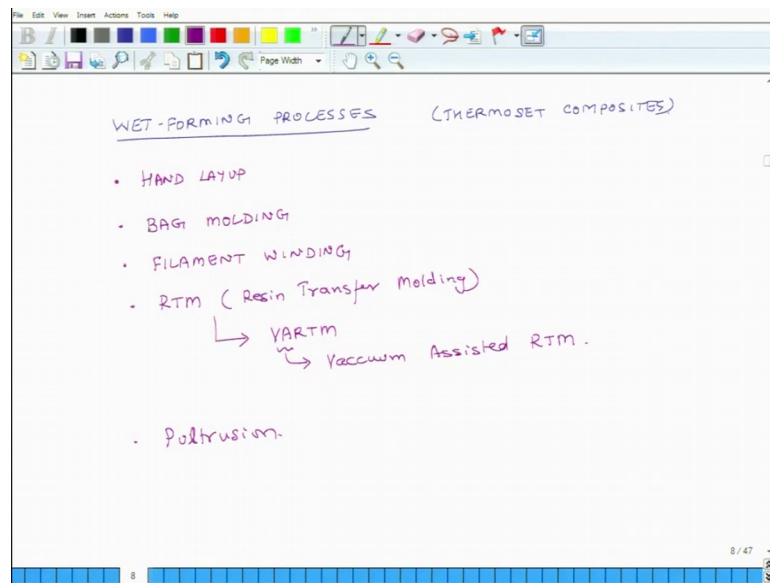 File Edit View Insert Actions Tools Help
B I
Page Width
WET-FORMING PROCESSES (THERMOSET COMPOSITES)
• HAND LAYUP
• BAG MOLDING
• FILAMENT WINDING
• RTM (Resin Transfer Molding)
VARTM
Vaccuum Assisted RTM.
• Pultrusion.
8 / 47
8